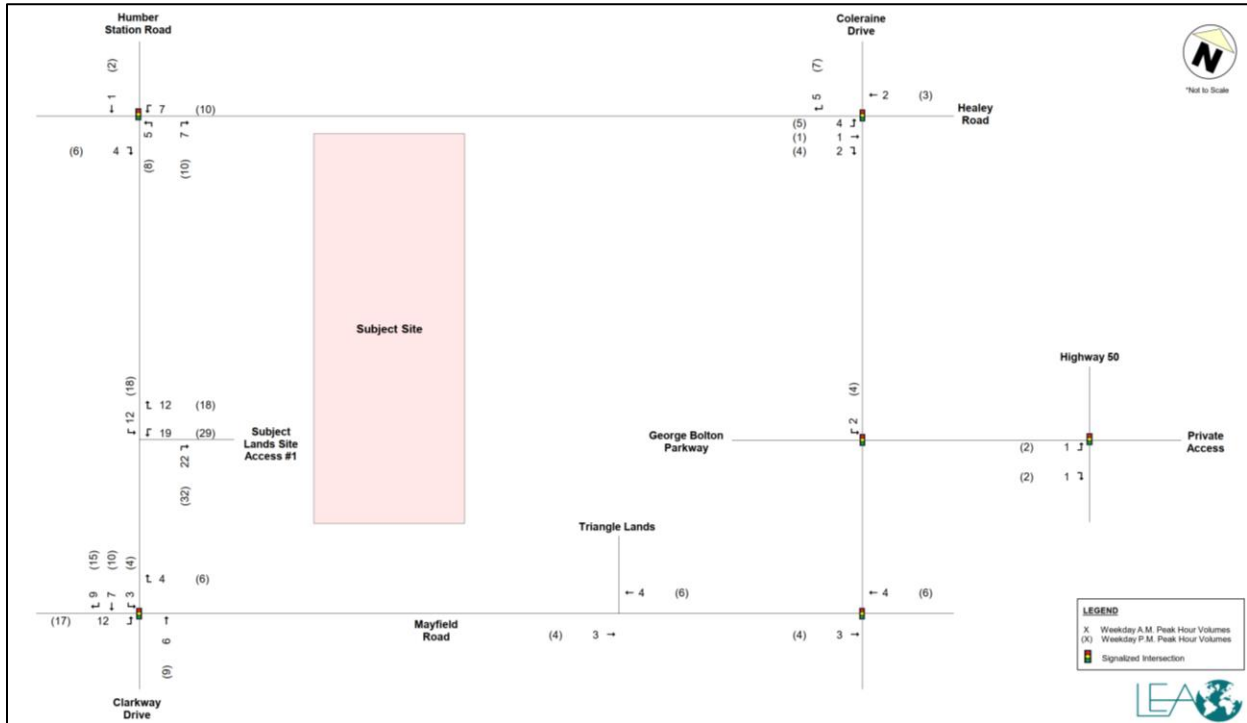 Humber
Station Road
Coleraine
Drive
N
*Not to Scale
(2)
1
7 (10)
5
(8)
7
(10)
(6) 4
(7)
5
2 (3)
Healey
Road
(5) 4
(1) 1
(4) 2
Subject Site
(18)
12
12 (18)
19 (29)
22
(32)
Subject
Lands Site
Access #1
(4)
2
George Bolton
Parkway
Highway 50
Private
Access
(2) 1
(2) 1
Triangle Lands
4 (6)
(4) 3
(15)
9
(10)
7
(4)
3
4 (6)
(17) 12
6
(9)
Mayfield
Road
4 (6)
(4) 3
Clarkway
Drive
LEGEND
X Weekday A.M. Peak Hour Volumes
(X) Weekday P.M. Peak Hour Volumes
Signalized Intersection
LEA